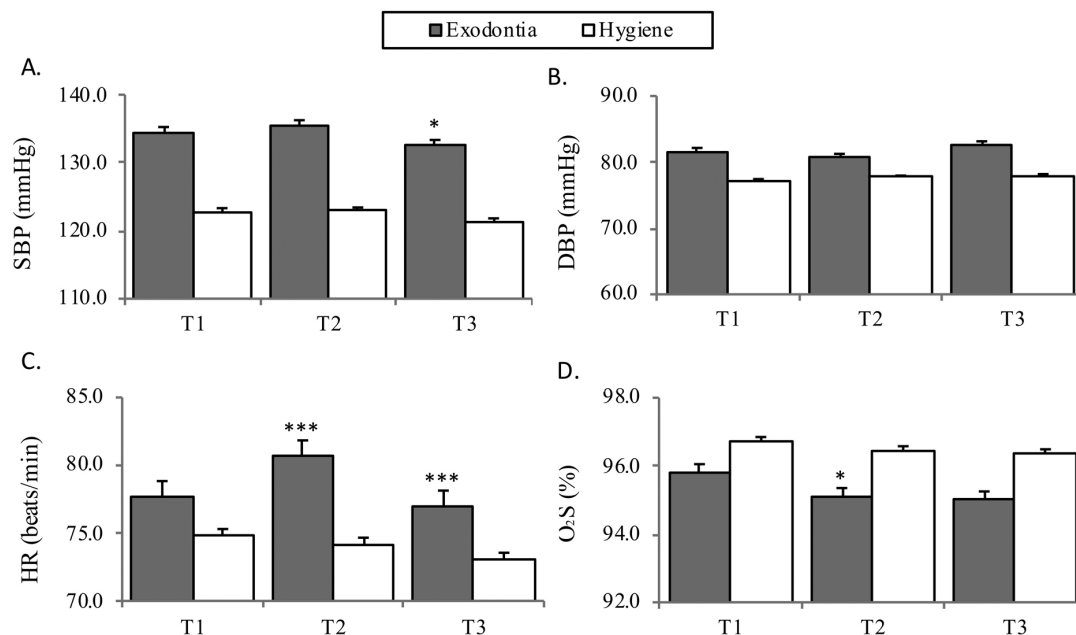 Exodontia Hygiene
A. B.
140.0
130.0
120.0
110.0
SBP (mmHg)
*
T1 T2 T3
90.0
80.0
70.0
60.0
DBP (mmHg)
T1 T2 T3
C. D.
85.0
80.0
75.0
70.0
HR (beats/min)
*** ***
T1 T2 T3
98.0
96.0
94.0
92.0
O₂S (%)
*
T1 T2 T3